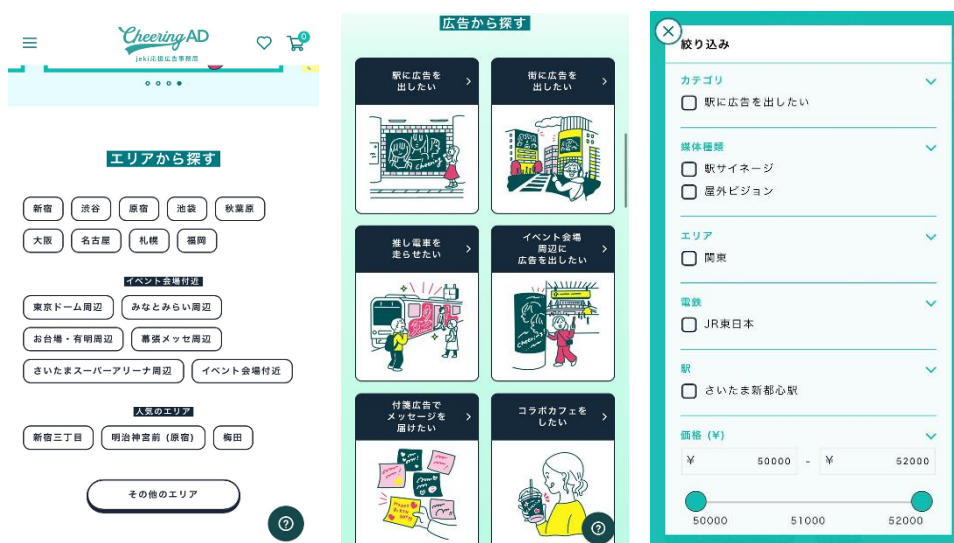 Cheering AD
jeki応援広告事務局
0
エリアから探す
新宿
渋谷
原宿
池袋
秋葉原
大阪
名古屋
札幌
福岡
イベント会場付近
東京ドーム周辺
みなとみらい周辺
お台場・有明周辺
幕張メッセ周辺
さいたまスーパーアリーナ周辺
イベント会場付近
人気のエリア
新宿三丁目
明治神宮前 (原宿)
梅田
その他のエリア
?
広告から探す
駅に広告を
出したい
Cheering
街に広告を
出したい
推し電車を
走らせたい
イベント会場
周辺に
広告を出したい
Cheering
付箋広告で
メッセージを
届けたい
HAPPY
BIRTH
DAY
コラボカフェを
したい
?
絞り込み
カテゴリ
駅に広告を出したい
媒体種類
駅サイネージ
屋外ビジョン
エリア
関東
電鉄
JR東日本
駅
さいたま新都心駅
価格 (¥)
¥ 50000 - ¥ 52000
50000 51000 52000